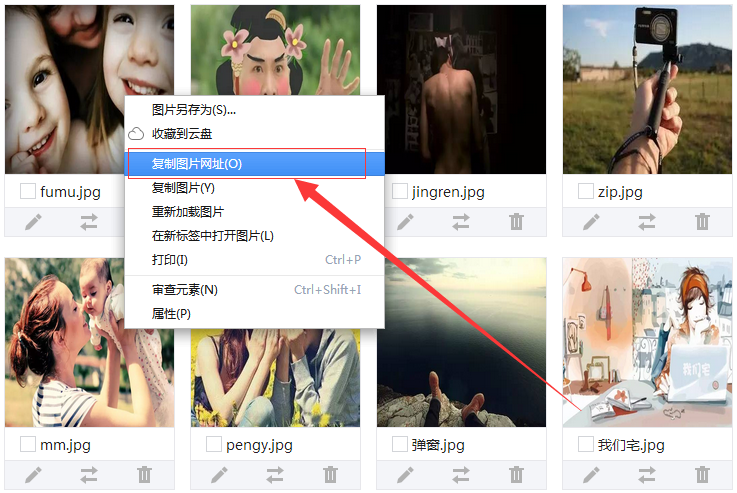 图片另存为(S)...
收藏到云盘
复制图片网址(O)
复制图片(Y)
重新加载图片
在新标签中打开图片(L)
打印(I) Ctrl+P
审查元素(N) Ctrl+Shift+I
属性(P)
fumu.jpg
jingren.jpg
zip.jpg
我们宅
mm.jpg
pengy.jpg
弹窗.jpg
我们宅.jpg